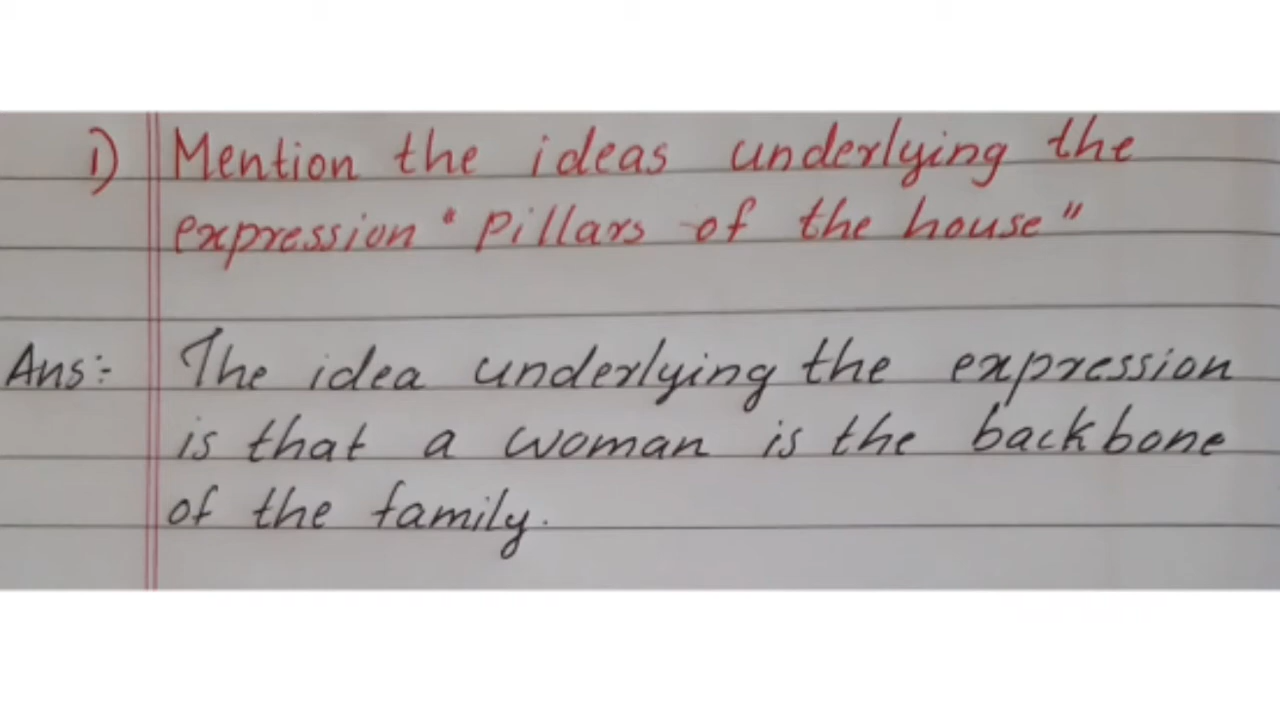 i) Mention the ideas underlying the
expression "Pillars of the house"
Ans:- The idea underlying the expression
is that a woman is the backbone
of the family.